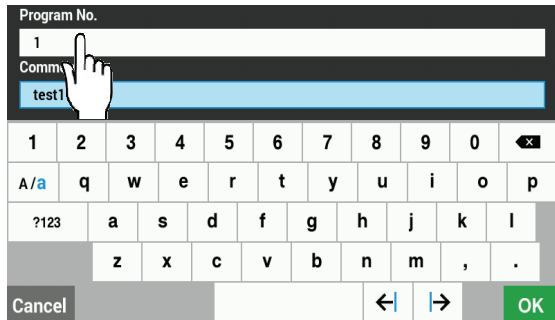 Program No.
1
Comm
test1
1 2 3 4 5 6 7 8 9 0
A/a q w e r t y u i o p
?123 a s d f g h j k l
z x c v b n m , .
Cancel OK